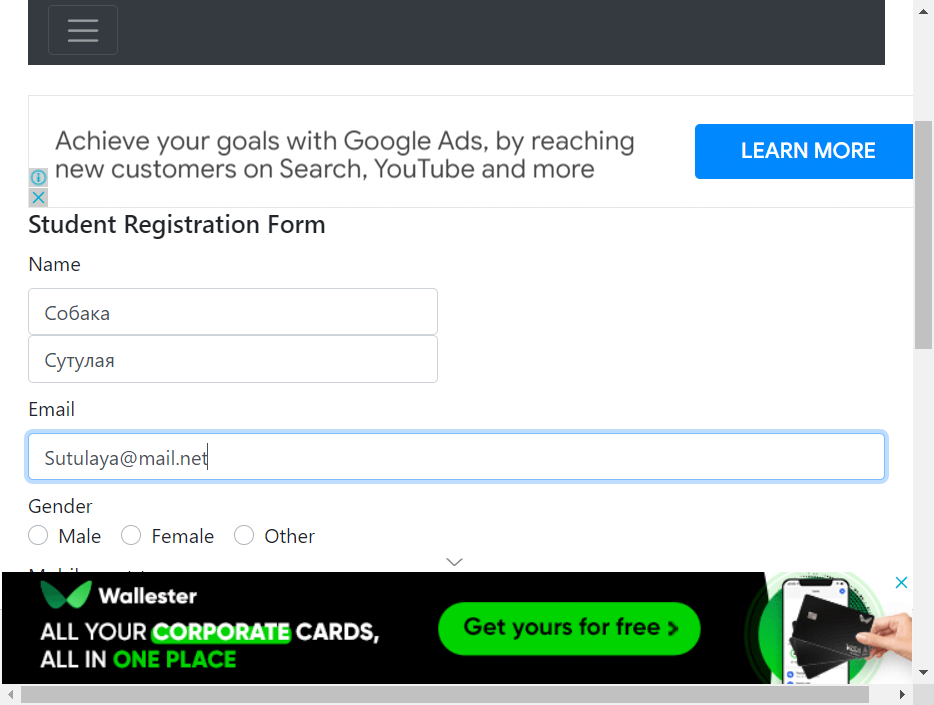 Achieve your goals with Google Ads, by reaching
new customers on Search, YouTube and more
LEARN MORE
Student Registration Form
Name
Собака
Сутулая
Email
Sutulaya@mail.net
Gender
Male Female Other
Wallester
ALL YOUR CORPORATE CARDS,
ALL IN ONE PLACE
Get yours for free >